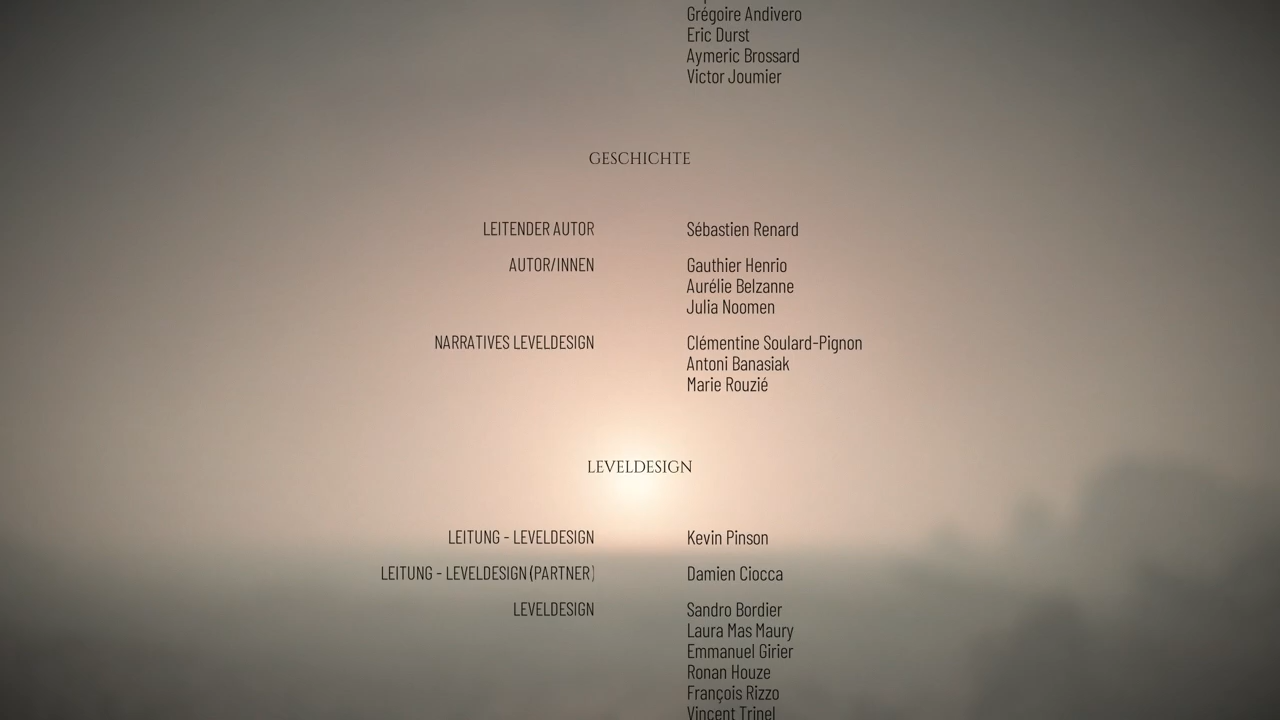 Grégoire Andivero
Eric Durst
Aymeric Brossard
Victor Joumier
GESCHICHTE
LEITENDER AUTOR Sébastien Renard
AUTOR/INNEN Gauthier Henrio
Aurélie Belzanne
Julia Noomen
NARRATIVES LEVELDESIGN Clémentine Soulard-Pignon
Antoni Banasiak
Marie Rouzié
LEVELDESIGN
LEITUNG - LEVELDESIGN Kevin Pinson
LEITUNG - LEVELDESIGN (PARTNER) Damien Ciocca
LEVELDESIGN Sandro Bordier
Laura Mas Maury
Emmanuel Girier
Ronan Houze
François Rizzo
Vincent Trinel